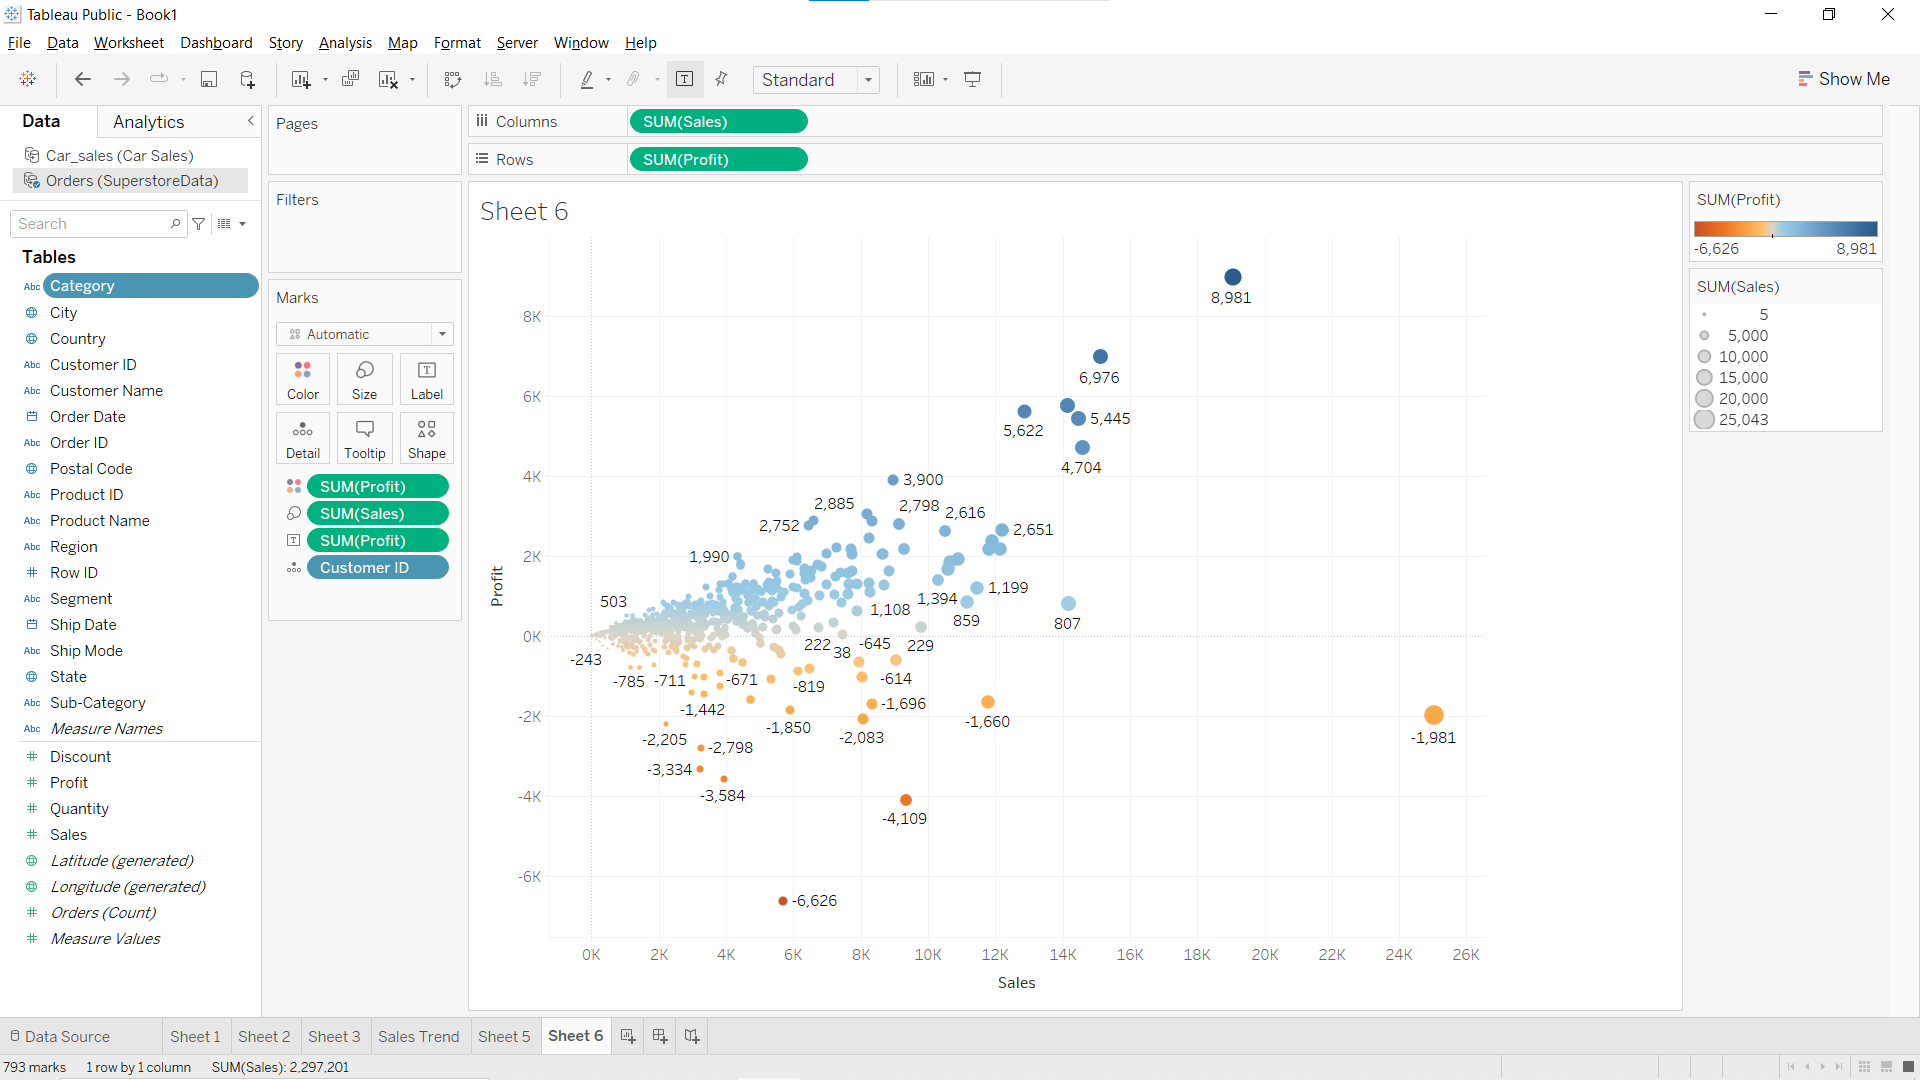 Tableau Public - Book1
File Data Worksheet Dashboard Story Analysis Map Format Server Window Help
Standard
Show Me
Data Analytics
Car_sales (Car Sales)
Orders (SuperstoreData)
Search
Tables
Abc Category
City
Country
Abc Customer ID
Abc Customer Name
Order Date
Abc Order ID
Postal Code
Abc Product ID
Abc Product Name
Abc Region
# Row ID
Abc Segment
Ship Date
Abc Ship Mode
State
Abc Sub-Category
Abc Measure Names
# Discount
# Profit
# Quantity
# Sales
Latitude (generated)
Longitude (generated)
# Orders (Count)
# Measure Values
Pages
Filters
Marks
Automatic
Color Size Label
Detail Tooltip Shape
SUM(Profit)
SUM(Sales)
SUM(Profit)
Customer ID
Columns SUM(Sales)
Rows SUM(Profit)
Sheet 6
8,981
8K
6,976
6K
5,445
5,622
4,704
4K
3,900
2,885
2,798
2,616
2,752
2,651
2K
1,990
1,199
1,394
503
1,108
859
807
0K
222
38
-645
229
-243
-785
-711
-671
-819
-614
-1,442
-1,696
-2K
-1,850
-1,660
-2,083
-1,981
-2,205
-2,798
-3,334
-3,584
-4K
-4,109
-6K
-6,626
Profit
0K 2K 4K 6K 8K 10K 12K 14K 16K 18K 20K 22K 24K 26K
Sales
SUM(Profit)
-6,626 8,981
SUM(Sales)
5
5,000
10,000
15,000
20,000
25,043
Data Source Sheet 1 Sheet 2 Sheet 3 Sales Trend Sheet 5 Sheet 6
793 marks 1 row by 1 column SUM(Sales): 2,297,201